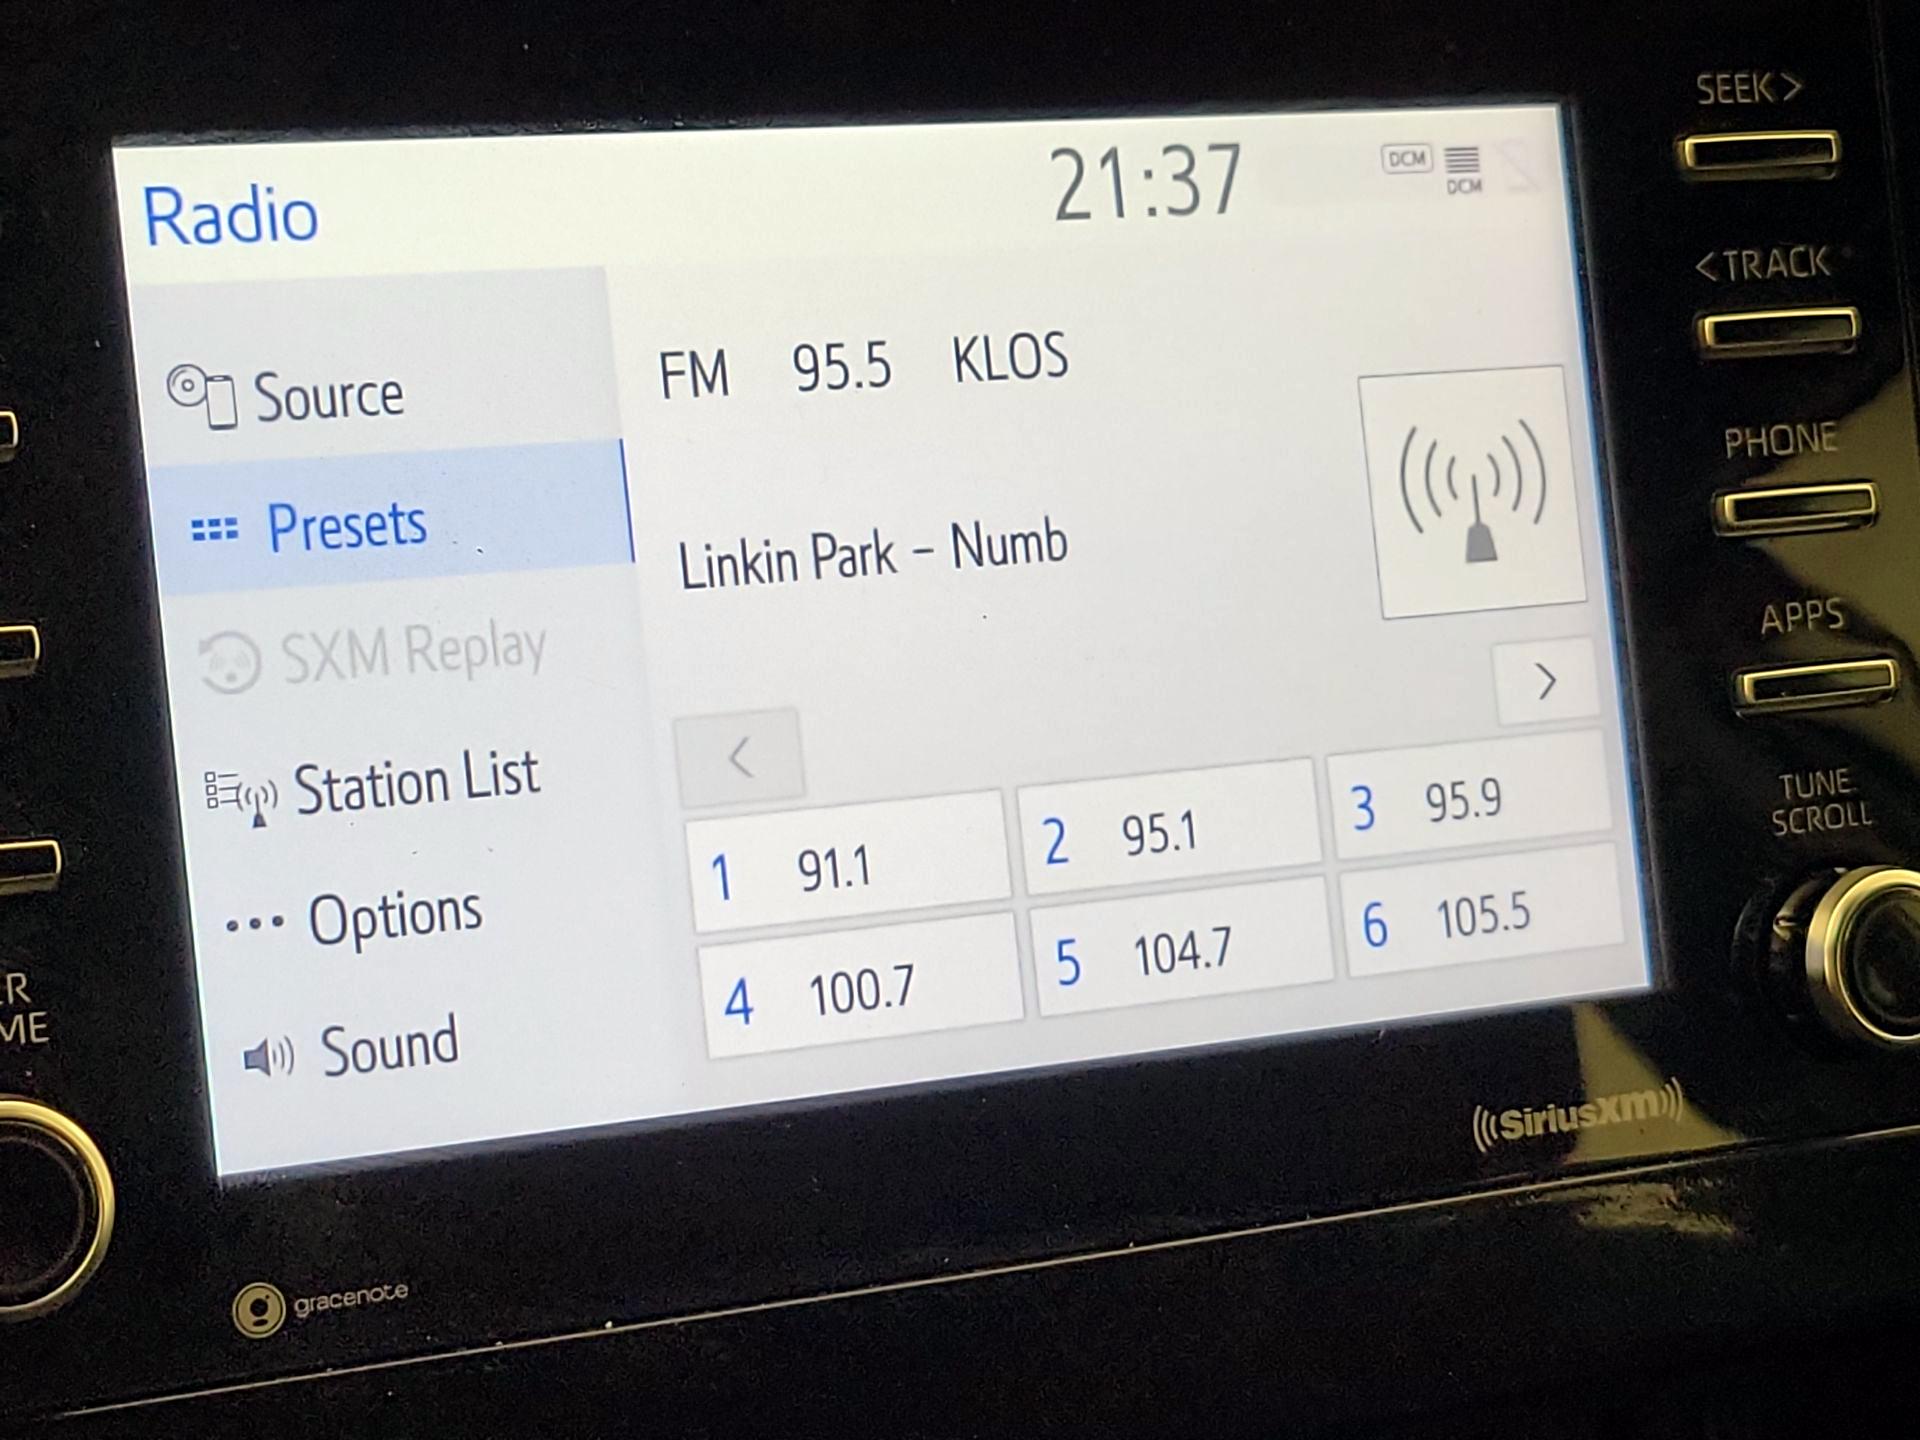 SEEK >
Radio
21:37
DCM
DCM
< TRACK
Source
FM 95.5 KLOS
Presets
PHONE
Linkin Park - Numb
SXM Replay
APPS
>
Station List
<
1 91.1
2 95.1
3 95.9
TUNE
SCROLL
Options
4 100.7
5 104.7
6 105.5
Sound
((SiriusXM))
gracenote